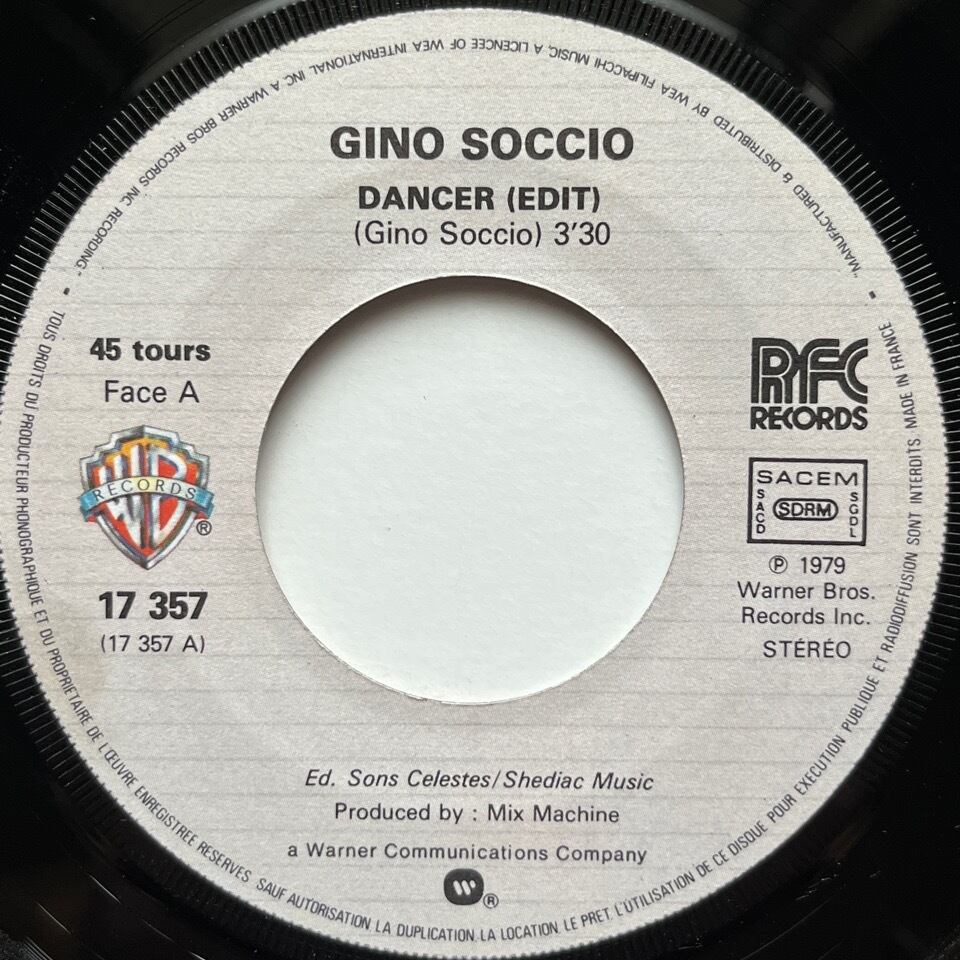 "MANUFACTURED & DISTRIBUTED BY WEA FILIPACCHI MUSIC, A LICENCEE OF WEA INTERNATIONAL INC. A WARNER BROS RECORDS INC. RECORDING"
GINO SOCCIO
DANCER (EDIT)
(Gino Soccio) 3'30
45 tours
Face A
WB
RECORDS
®
17 357
(17 357 A)
RFC
RECORDS
SACEM
SACD
SDRM
SGDL
℗ 1979
Warner Bros.
Records Inc.
STÉRÉO
Ed. Sons Celestes/Shediac Music
Produced by : Mix Machine
a Warner Communications Company
®
TOUS DROITS DU PRODUCTEUR PHONOGRAPHIQUE ET DU PROPRIETAIRE DE L'ŒUVRE ENREGISTREE RESERVES SAUF AUTORISATION LA DUPLICATION, LA LOCATION, LE PRET, L'UTILISATION DE CE DISQUE POUR EXECUTION PUBLIQUE ET RADIODIFFUSION SONT INTERDITS MADE IN FRANCE